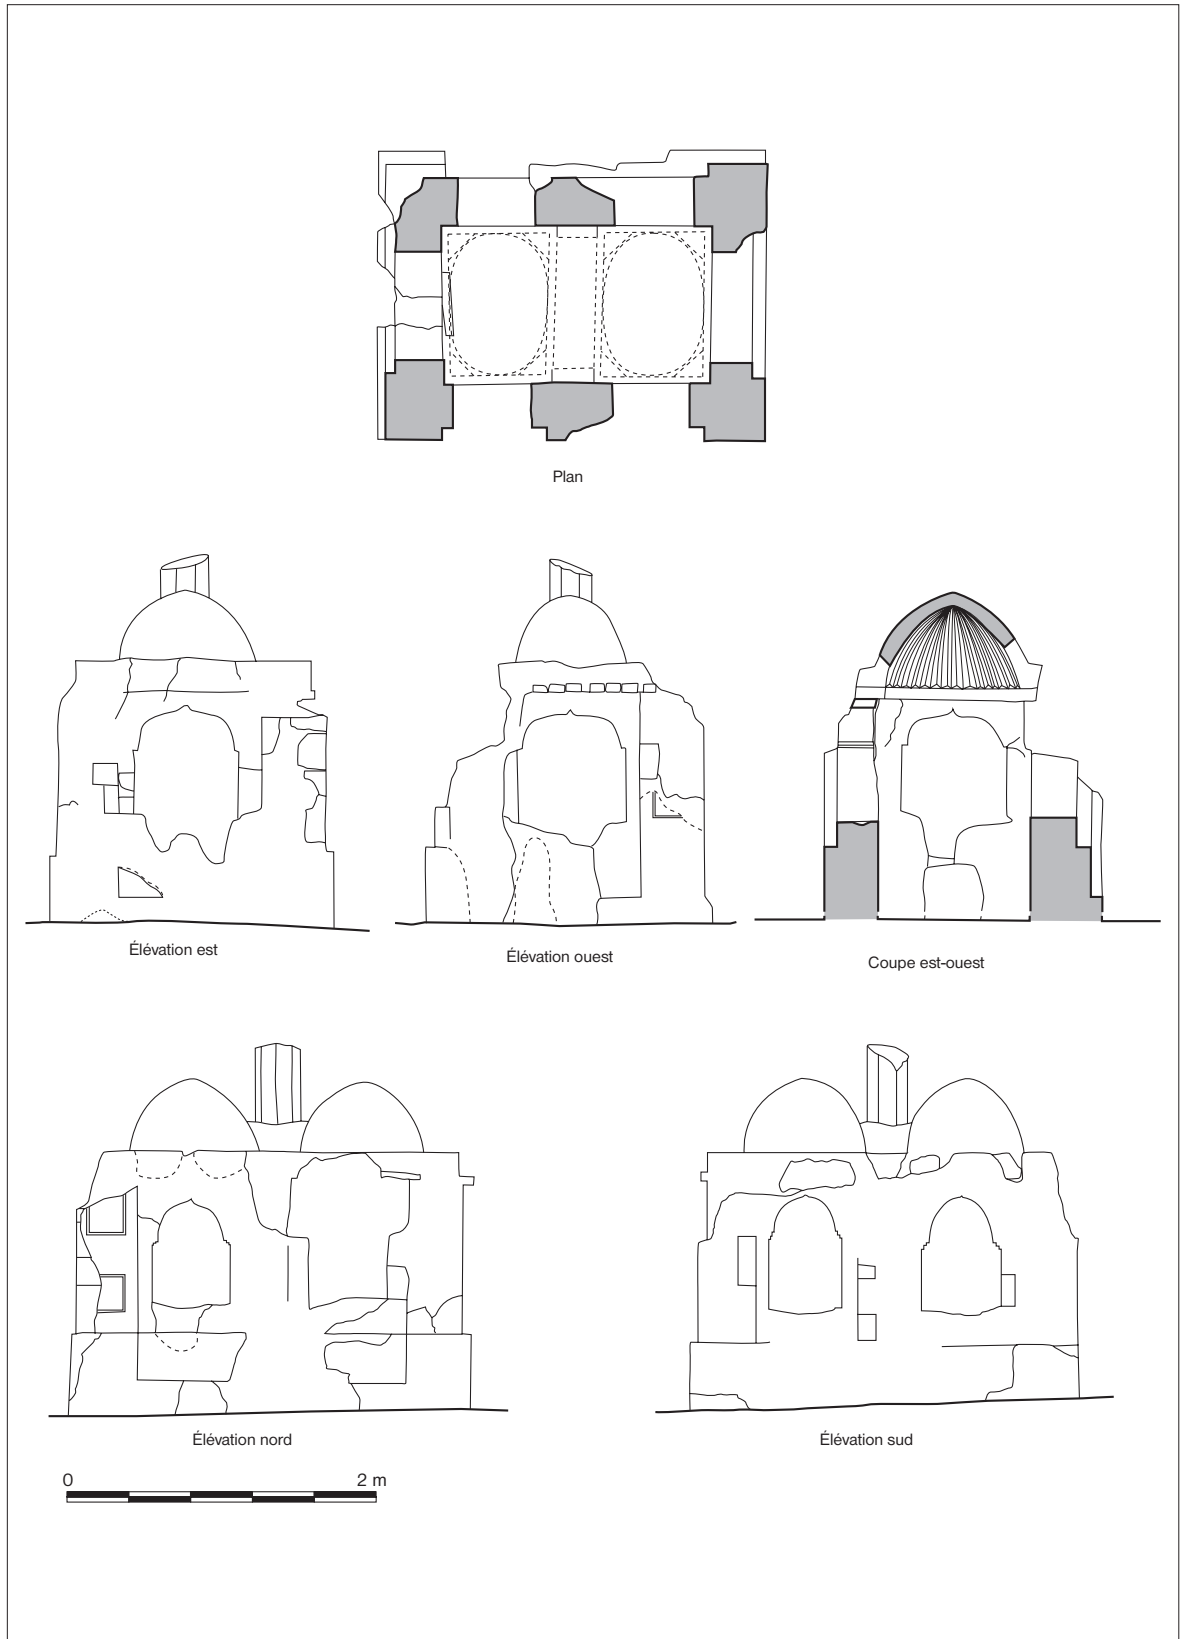 Plan
Élévation est
Élévation ouest
Coupe est-ouest
Élévation nord
Élévation sud
0 2 m